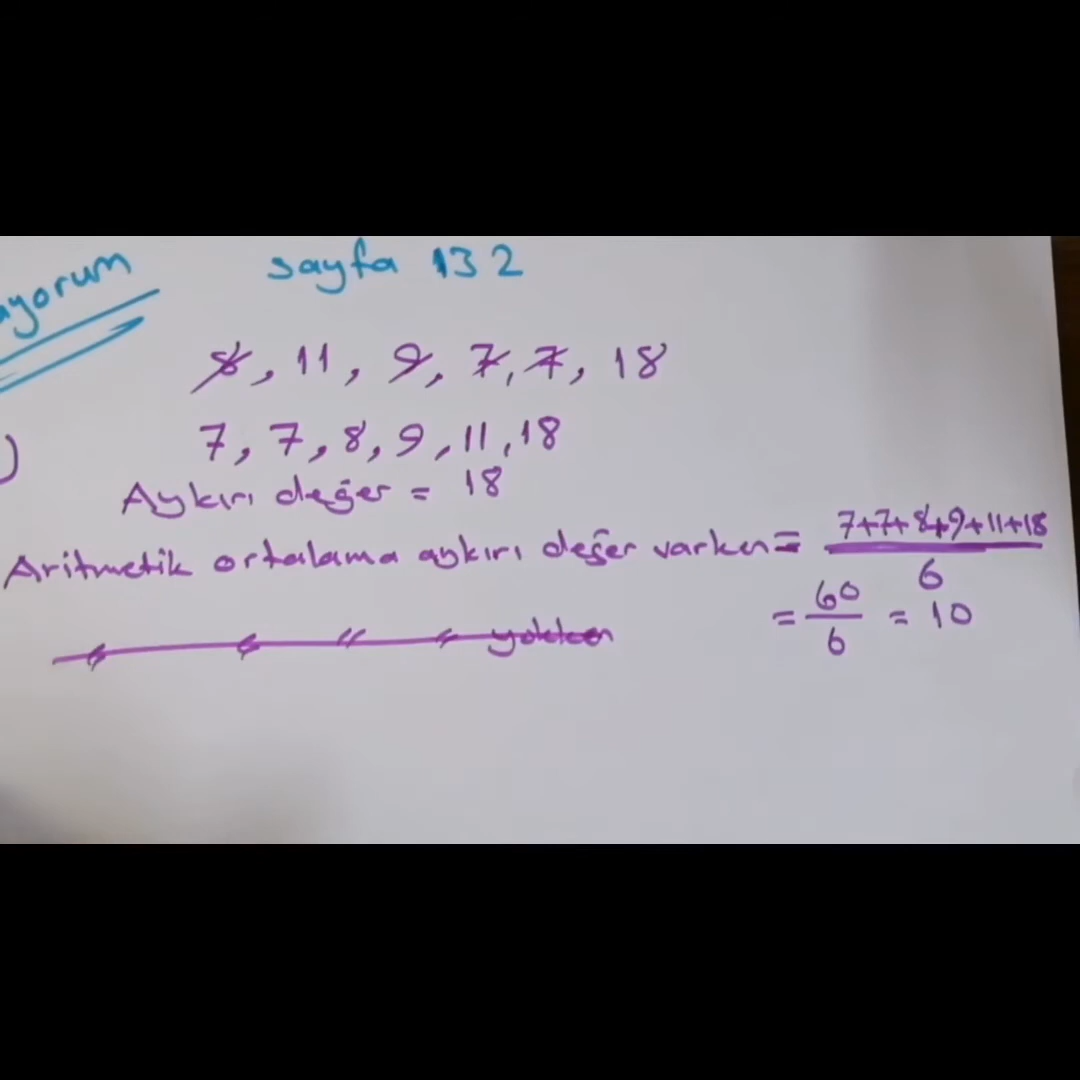 ayorum
sayfa 132
8, 11, 9, 7, 7, 18
)
7, 7, 8, 9, 11, 18
Aykırı değer = 18
Aritmetik ortalama aykırı değer varken = 7+7+8+9+11+18
6
= 60
6
= 10
" " " " yokken